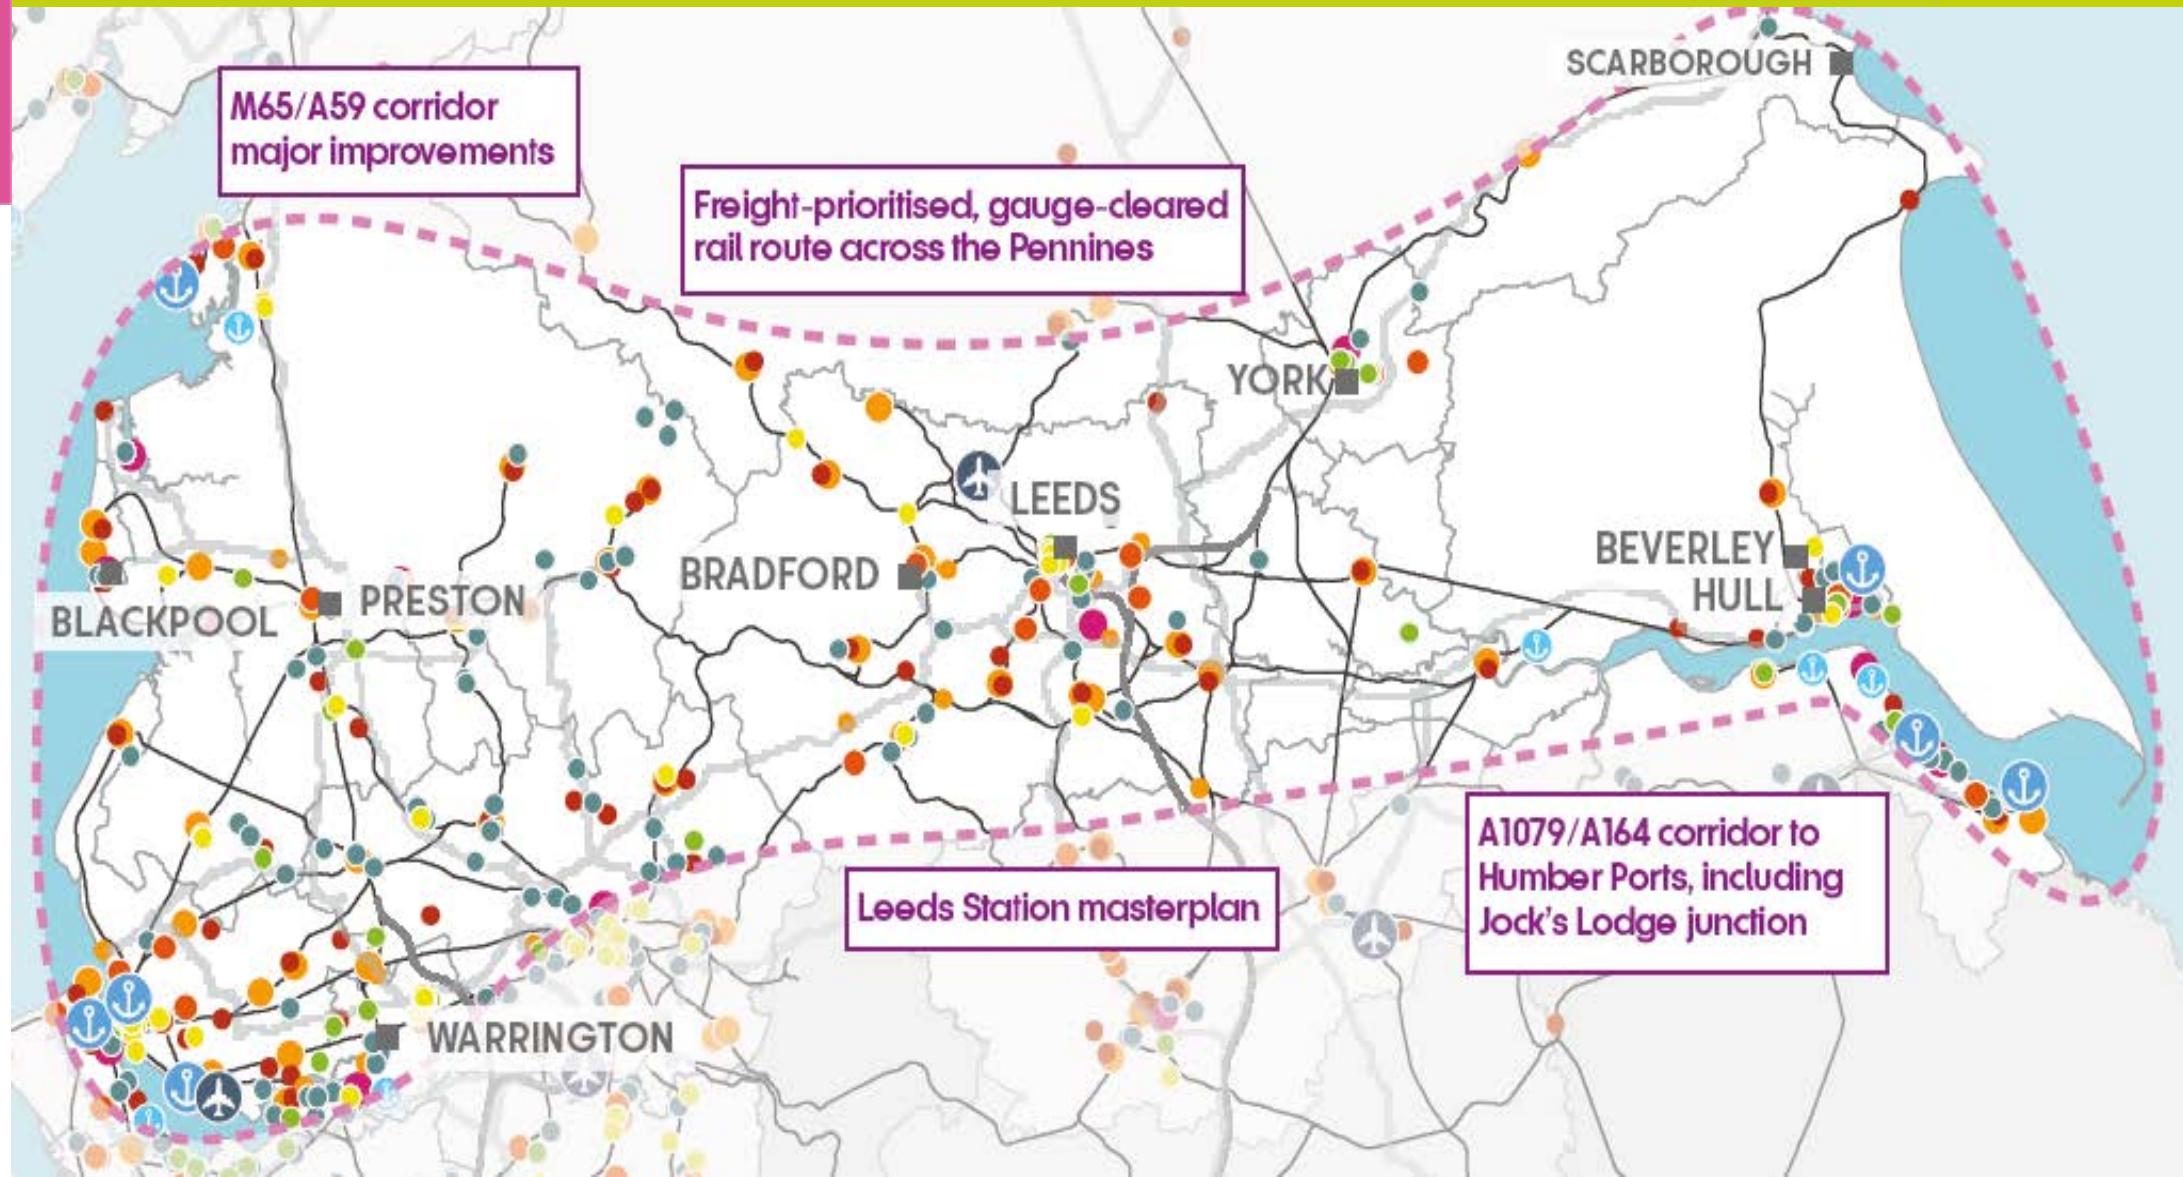 SCARBOROUGH
M65/A59 corridor
major improvements
Freight-prioritised, gauge-cleared
rail route across the Pennines
YORK
LEEDS
BEVERLEY
BRADFORD
HULL
PRESTON
BLACKPOOL
A1079/A164 corridor to
Humber Ports, including
Jock's Lodge junction
Leeds Station masterplan
WARRINGTON